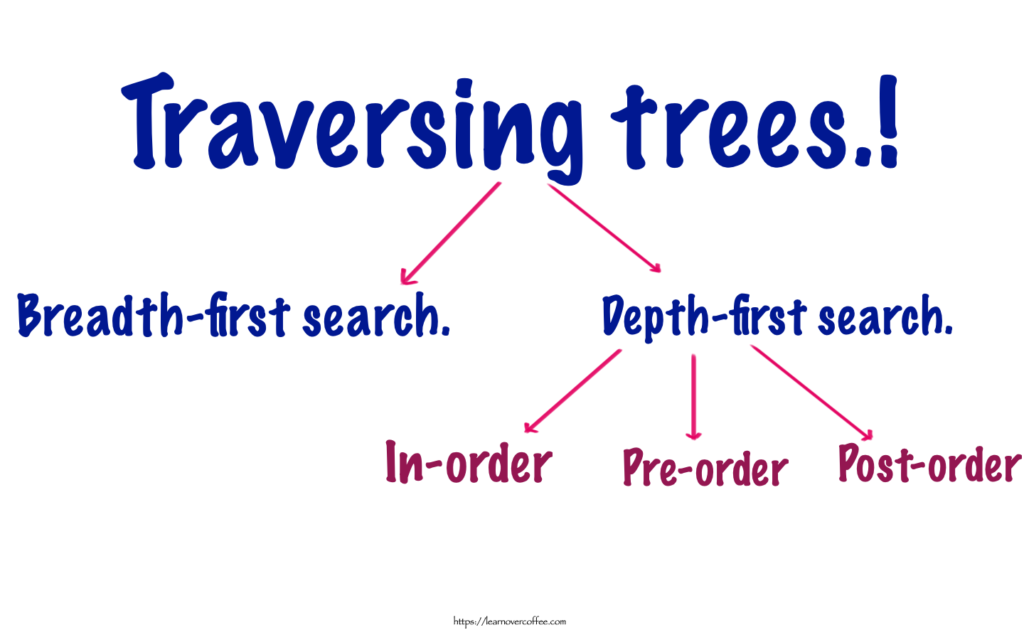 Traversing trees.!
Breadth-first search.
Depth-first search.
In-order
Pre-order
Post-order
https://learnovercoffee.com